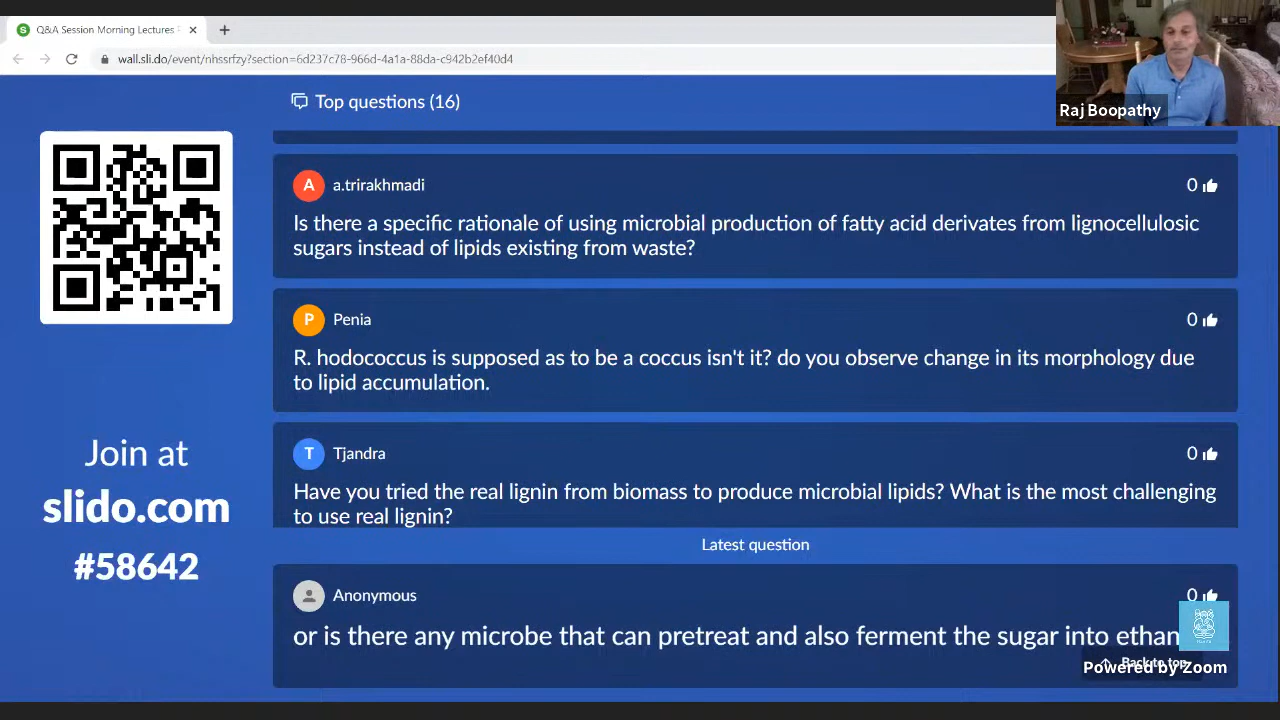 Q&A Session Morning Lectures
wall.sli.do/event/nhssrfzy?section=6d237c78-966d-4a1a-88da-c942b2ef40d4
Raj Boopathy
Top questions (16)
A a.trirakhmadi 0
Is there a specific rationale of using microbial production of fatty acid derivates from lignocellulosic
sugars instead of lipids existing from waste?
P Penia 0
R. hodococcus is supposed as to be a coccus isn't it? do you observe change in its morphology due
to lipid accumulation.
T Tjandra 0
Have you tried the real lignin from biomass to produce microbial lipids? What is the most challenging
to use real lignin?
Join at
slido.com
#58642
Latest question
Anonymous 0
or is there any microbe that can pretreat and also ferment the sugar into ethan
Back to top
Powered by Zoom